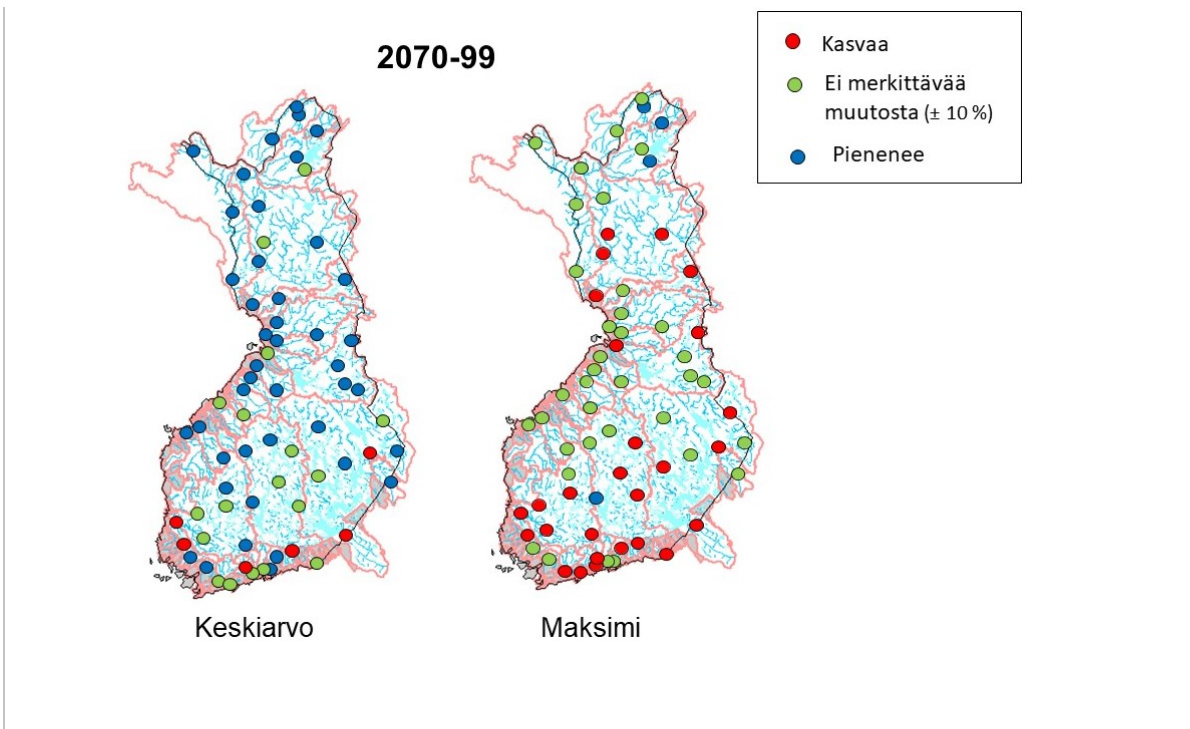 2070-99
Kasvaa
Ei merkittävää
muutosta (± 10 %)
Pienenee
Keskiarvo
Maksimi